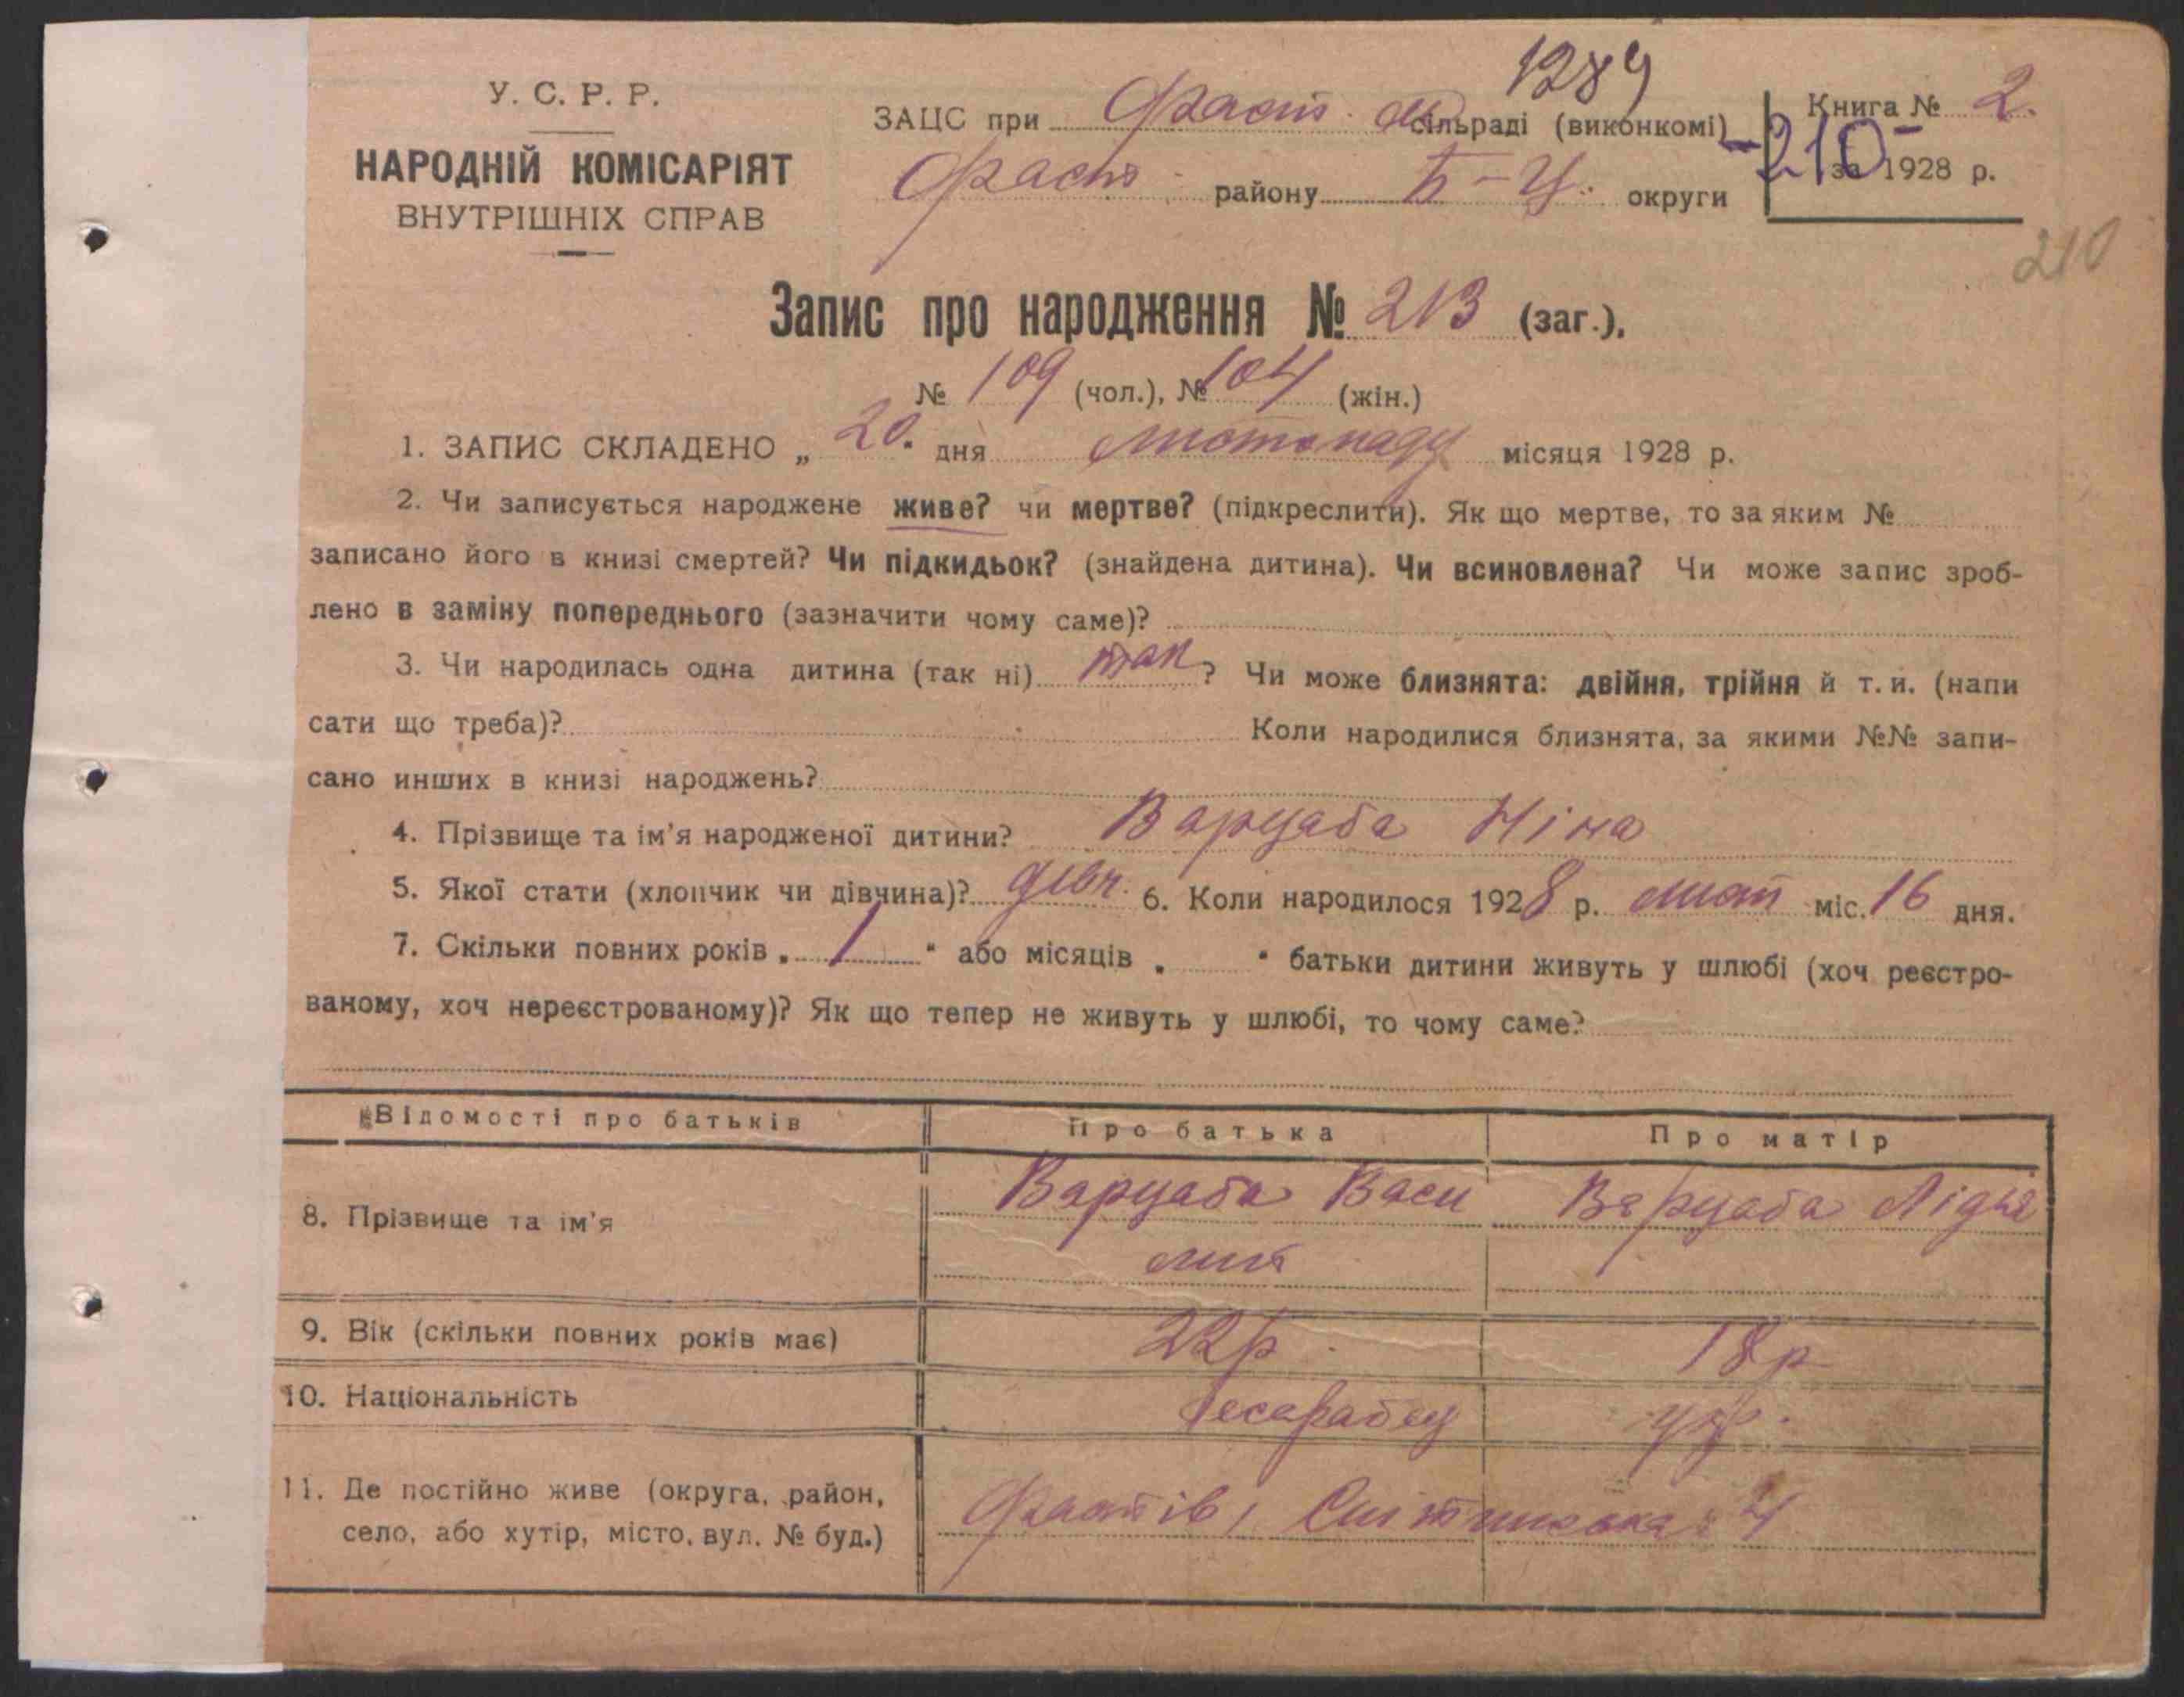 1289
У. С. Р. Р.
НАРОДНІЙ КОМІСАРІЯТ
ВНУТРІШНІХ СПРАВ
ЗАЦС при Фаст. сільраді (виконкомі)
Фаст. району Б-Ц. округи
Книга № 2.
-210-
за 1928 р.
210
Запис про народження № 213 (заг.),
№ 109 (чол.), № 104 (жін.)
1. ЗАПИС СКЛАДЕНО „ 20. дня листопаду місяця 1928 р.
2. Чи записується народжене живе? чи мертве? (підкреслити). Як що мертве, то за яким №
записано його в книзі смертей? Чи підкидьок? (знайдена дитина). Чи всиновлена? Чи може запис зроб-
лено в заміну попереднього (зазначити чому саме)?
3. Чи народилась одна дитина (так ні) так? Чи може близнята: двійня, трійня й т. и. (напи
сати що треба)? Коли народилися близнята, за якими №№ запи-
сано инших в книзі народжень?
4. Прізвище та ім'я народженої дитини? Варцаба Ніна
5. Якої стати (хлопчик чи дівчина)? дівч. 6. Коли народилося 1928 р. лист міс. 16 дня.
7. Скільки повних років „ 1 " або місяців „ " батьки дитини живуть у шлюбі (хоч реєстро-
ваному, хоч нереєстрованому)? Як що тепер не живуть у шлюбі, то чому саме?
Відомості про батьків Про батька Про матір
8. Прізвище та ім'я Варцаба Васи Варцаба Лідія
лий
9. Вік (скільки повних років має) 22р. 18р
10. Національність бесарабец укр.
11. Де постійно живе (округа, район,
село, або хутір, місто, вул. № буд.) Фастів, 4